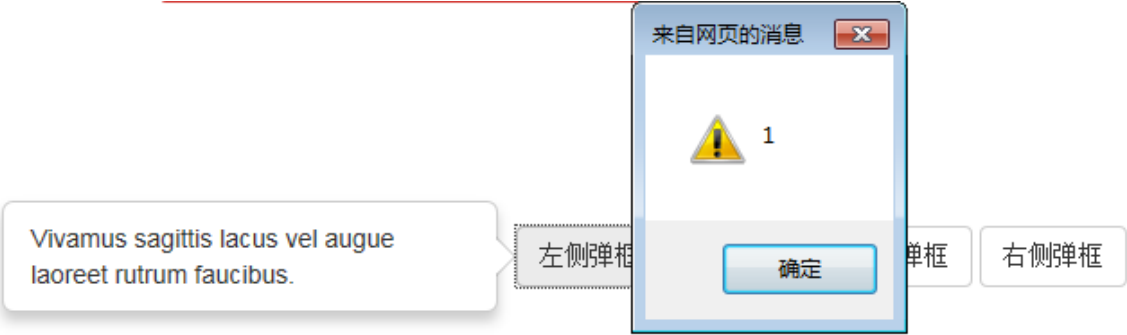 来自网页的消息
1
Vivamus sagittis lacus vel augue
laoreet rutrum faucibus.
左侧弹框
弹框
右侧弹框
确定